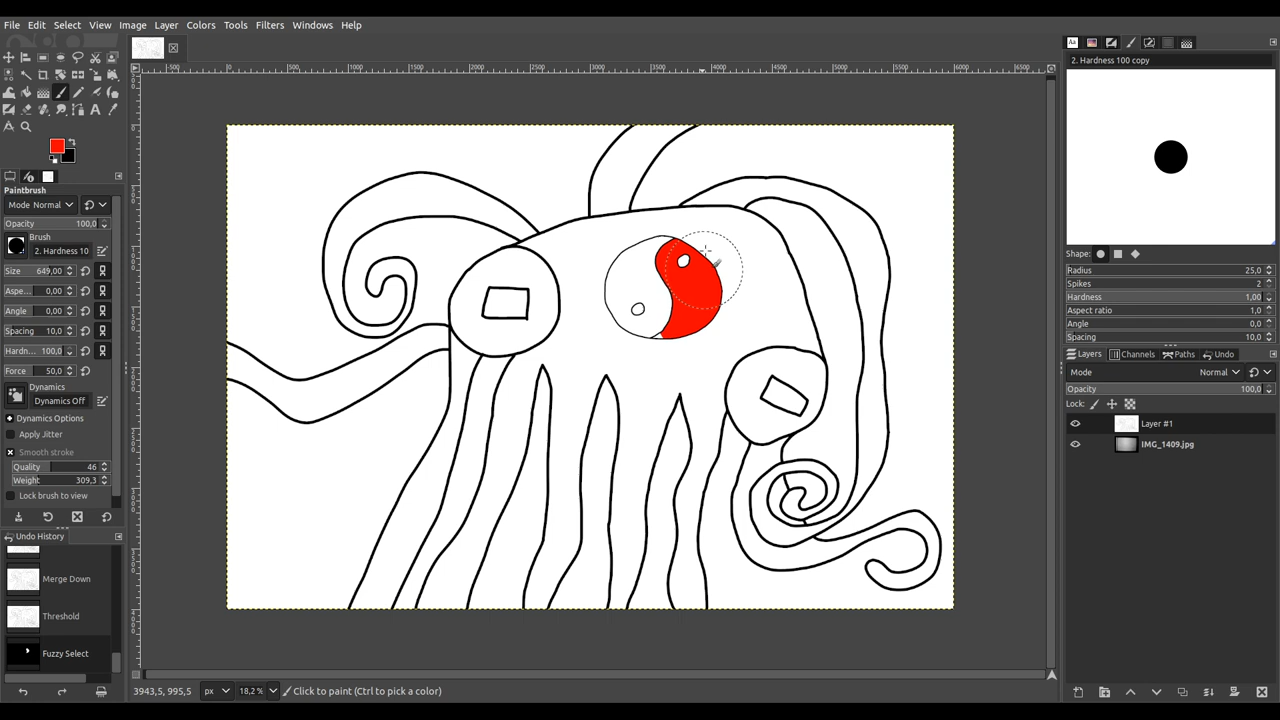 File Edit Select View Image Layer Colors Tools Filters Windows Help
2. Hardness 100 copy
Shape:
Radius 25,0
Spikes 2
Hardness 1,00
Aspect ratio 1,0
Angle 0,0
Spacing 10,0
Layers Channels Paths Undo
Mode Normal
Opacity 100,0
Lock:
Layer #1
IMG_1409.jpg
Paintbrush
Mode Normal
Opacity 100,0
Brush
2. Hardness 10
Size 649,00
Aspe... 0,00
Angle 0,00
Spacing 10,0
Hardn... 100,0
Force 50,0
Dynamics
Dynamics Off
Dynamics Options
Apply Jitter
Smooth stroke
Quality 46
Weight 309,3
Lock brush to view
Undo History
Merge Down
Threshold
Fuzzy Select
3943,5, 995,5 px 18,2 % Click to paint (Ctrl to pick a color)